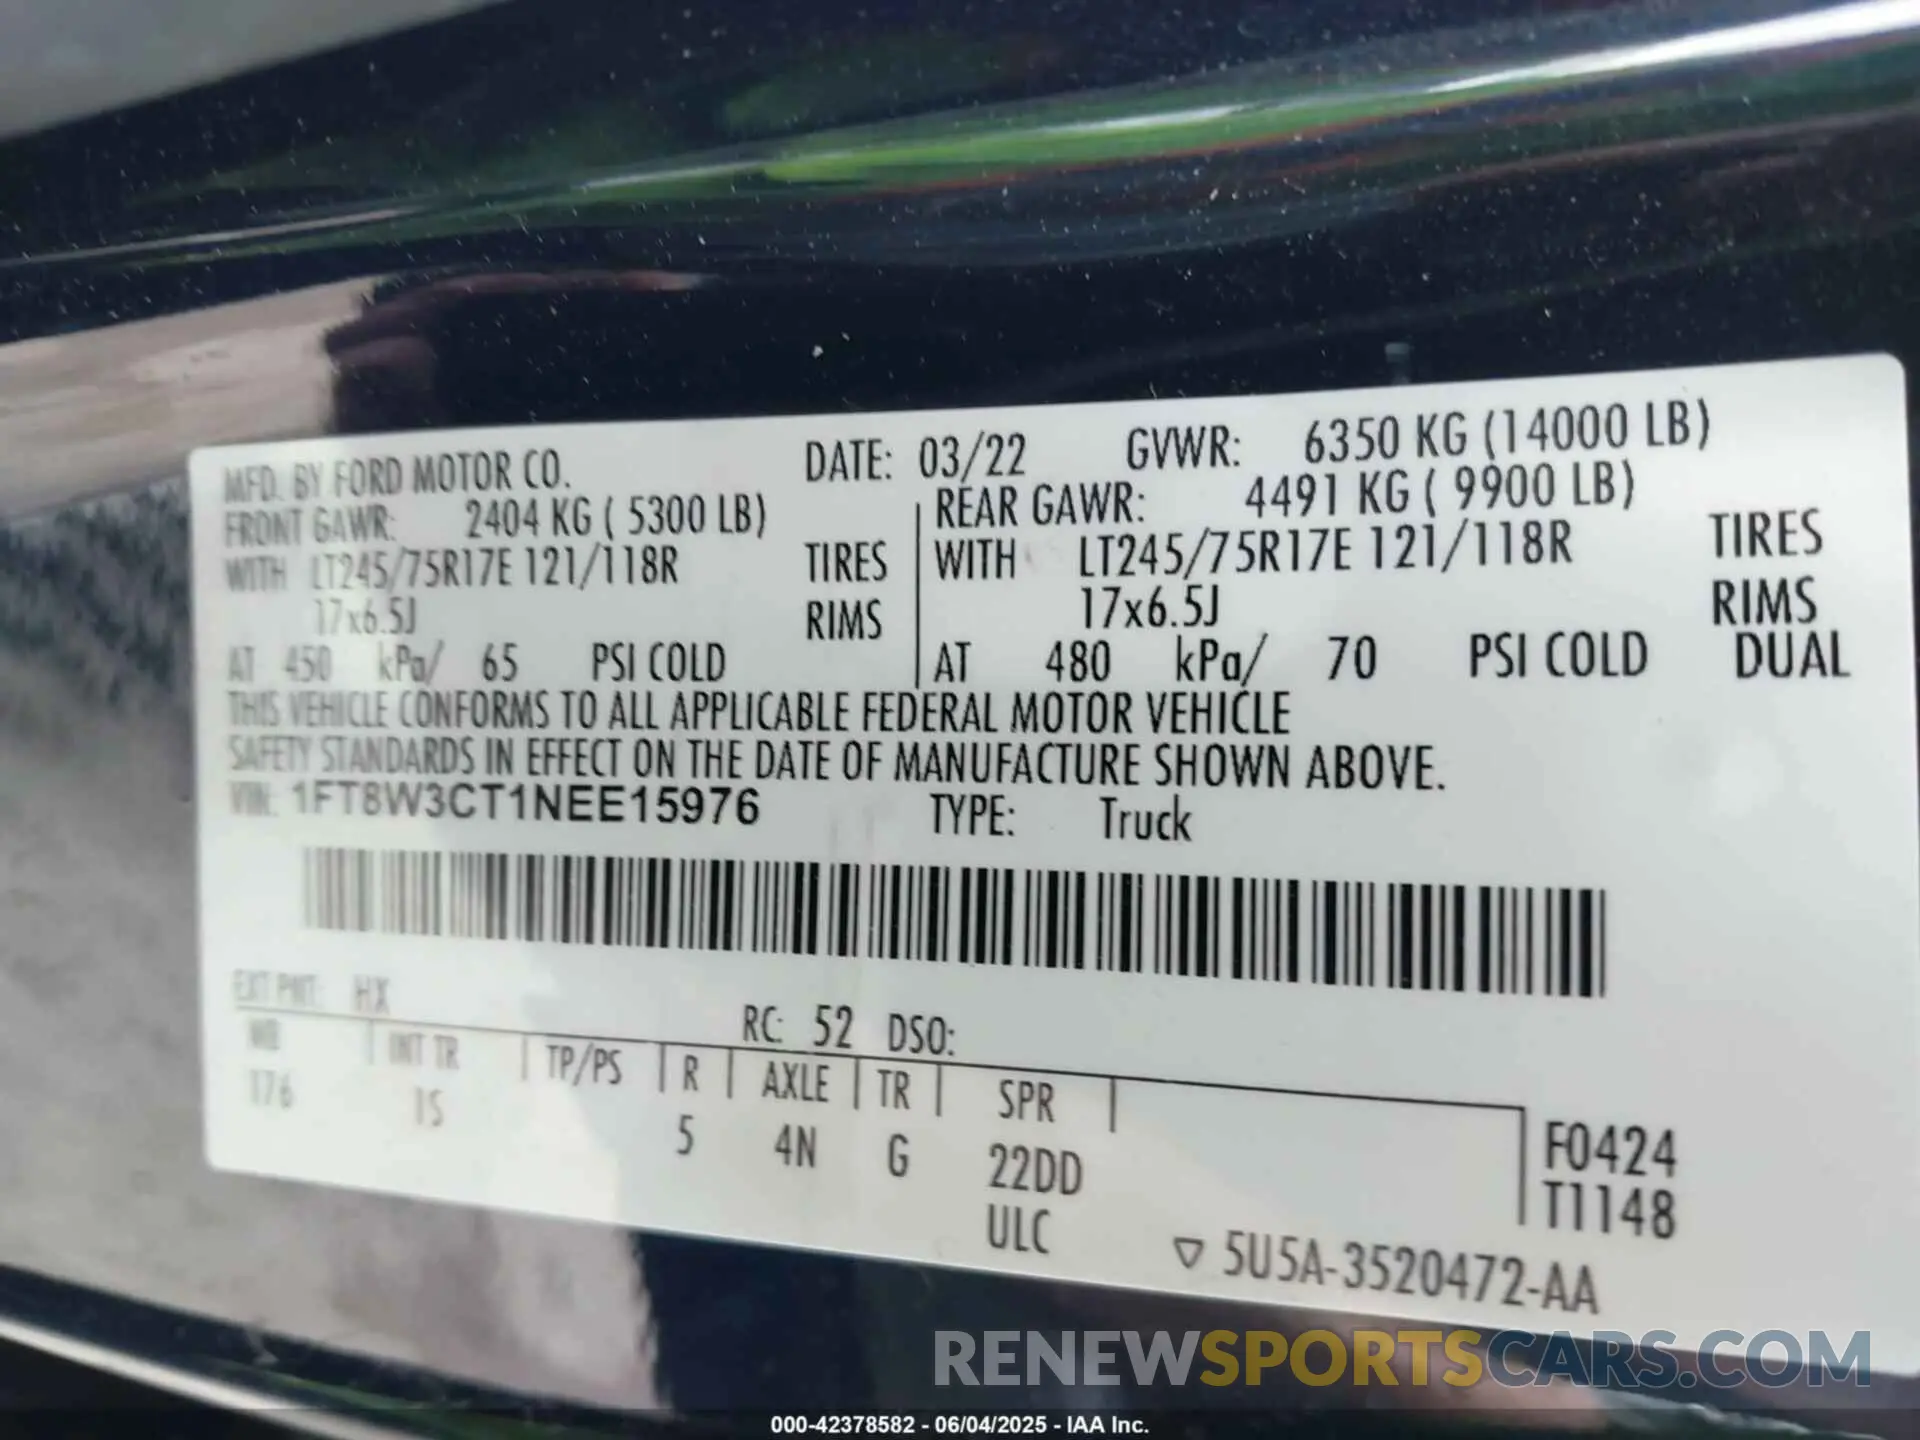 MFD. BY FORD MOTOR CO. DATE: 03/22 GVWR: 6350 KG (14000 LB)
FRONT GAWR: 2404 KG ( 5300 LB) REAR GAWR: 4491 KG ( 9900 LB)
WITH LT245/75R17E 121/118R TIRES WITH LT245/75R17E 121/118R TIRES
17x6.5J RIMS 17x6.5J RIMS
AT 450 kPa/ 65 PSI COLD AT 480 kPa/ 70 PSI COLD DUAL
THIS VEHICLE CONFORMS TO ALL APPLICABLE FEDERAL MOTOR VEHICLE
SAFETY STANDARDS IN EFFECT ON THE DATE OF MANUFACTURE SHOWN ABOVE.
VIN: 1FT8W3CT1NEE15976 TYPE: Truck
EXT PNT: HX RC: 52 DSO:
WB INT TR TP/PS R AXLE TR SPR
176 1S 5 4N G 22DD F0424
ULC T1148
▽ 5U5A-3520472-AA
RENEWSPORTSCARS.COM
000-42378582 - 06/04/2025 - IAA Inc.